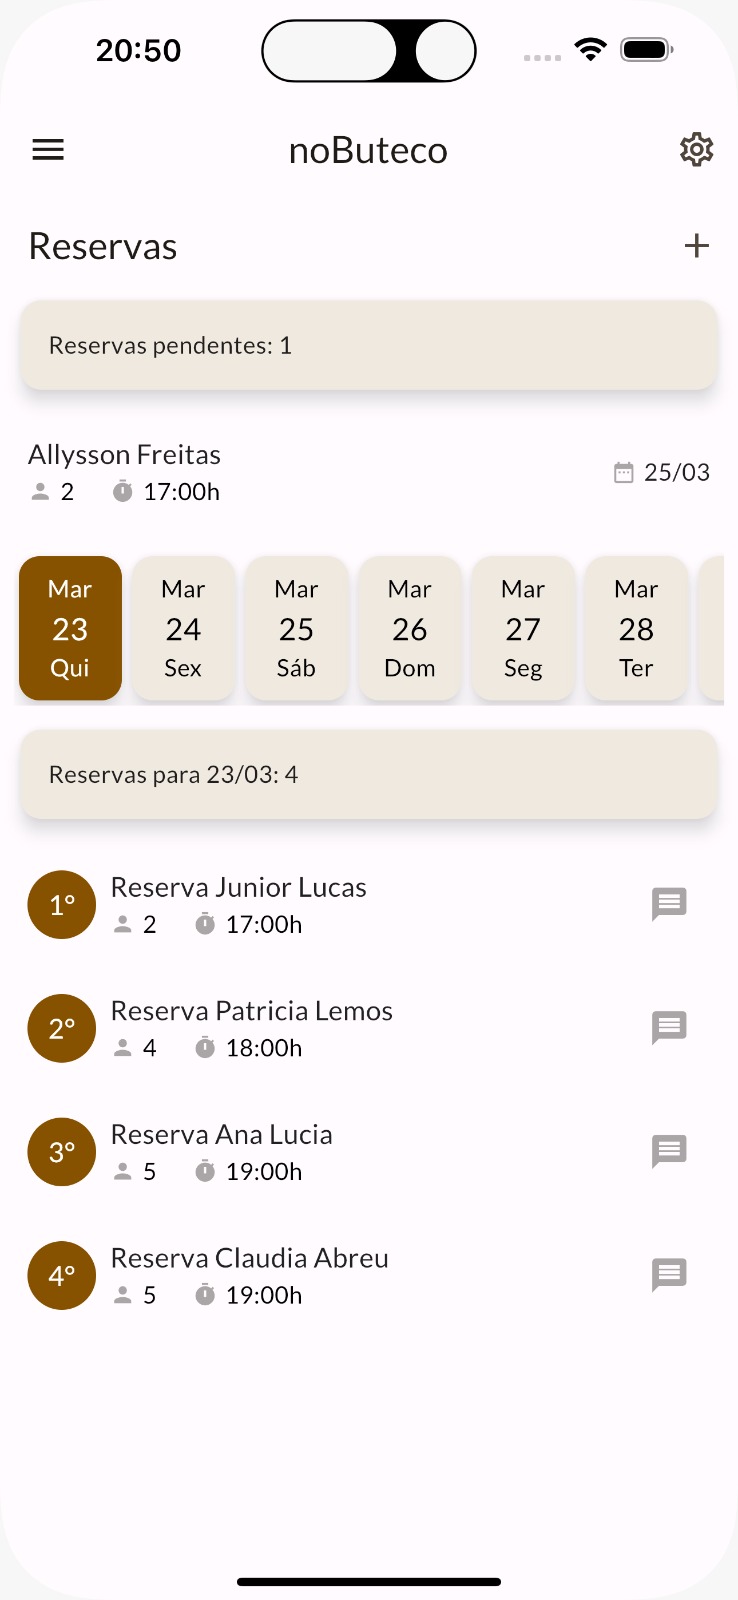 20:50
noButeco
Reservas
Reservas pendentes: 1
Allysson Freitas
2 17:00h
25/03
Mar Mar Mar Mar Mar Mar
23 24 25 26 27 28
Qui Sex Sáb Dom Seg Ter
Reservas para 23/03: 4
1° Reserva Junior Lucas
2 17:00h
2° Reserva Patricia Lemos
4 18:00h
3° Reserva Ana Lucia
5 19:00h
4° Reserva Claudia Abreu
5 19:00h